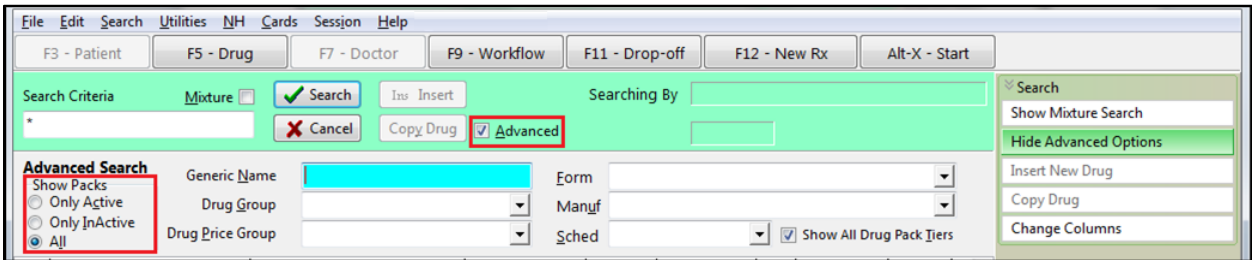 File Edit Search Utilities NH Cards Session Help
F3 - Patient F5 - Drug F7 - Doctor F9 - Workflow F11 - Drop-off F12 - New Rx Alt-X - Start
Search Criteria Mixture Search Ins Insert Searching By
* Cancel Copy Drug Advanced
Advanced Search
Show Packs
Only Active
Only InActive
All
Generic Name Form
Drug Group Manuf
Drug Price Group Sched Show All Drug Pack Tiers
Search
Show Mixture Search
Hide Advanced Options
Insert New Drug
Copy Drug
Change Columns